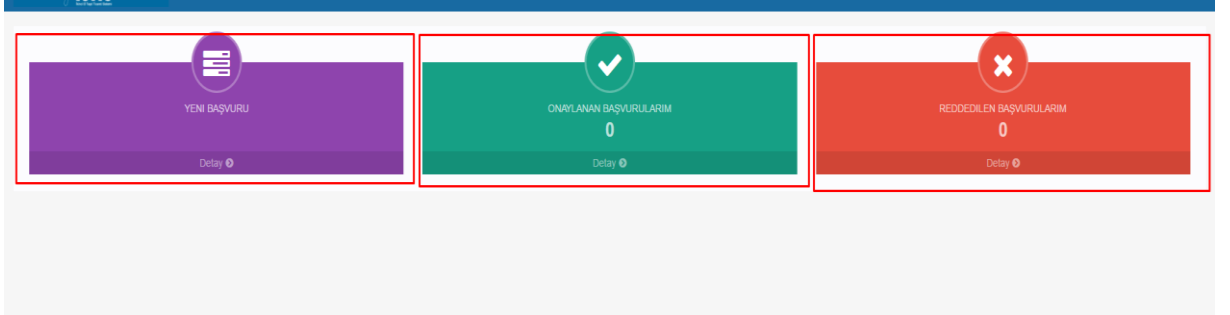 YENİ BAŞVURU
Detay
ONAYLANAN BAŞVURULARIM
0
Detay
REDDEDİLEN BAŞVURULARIM
0
Detay